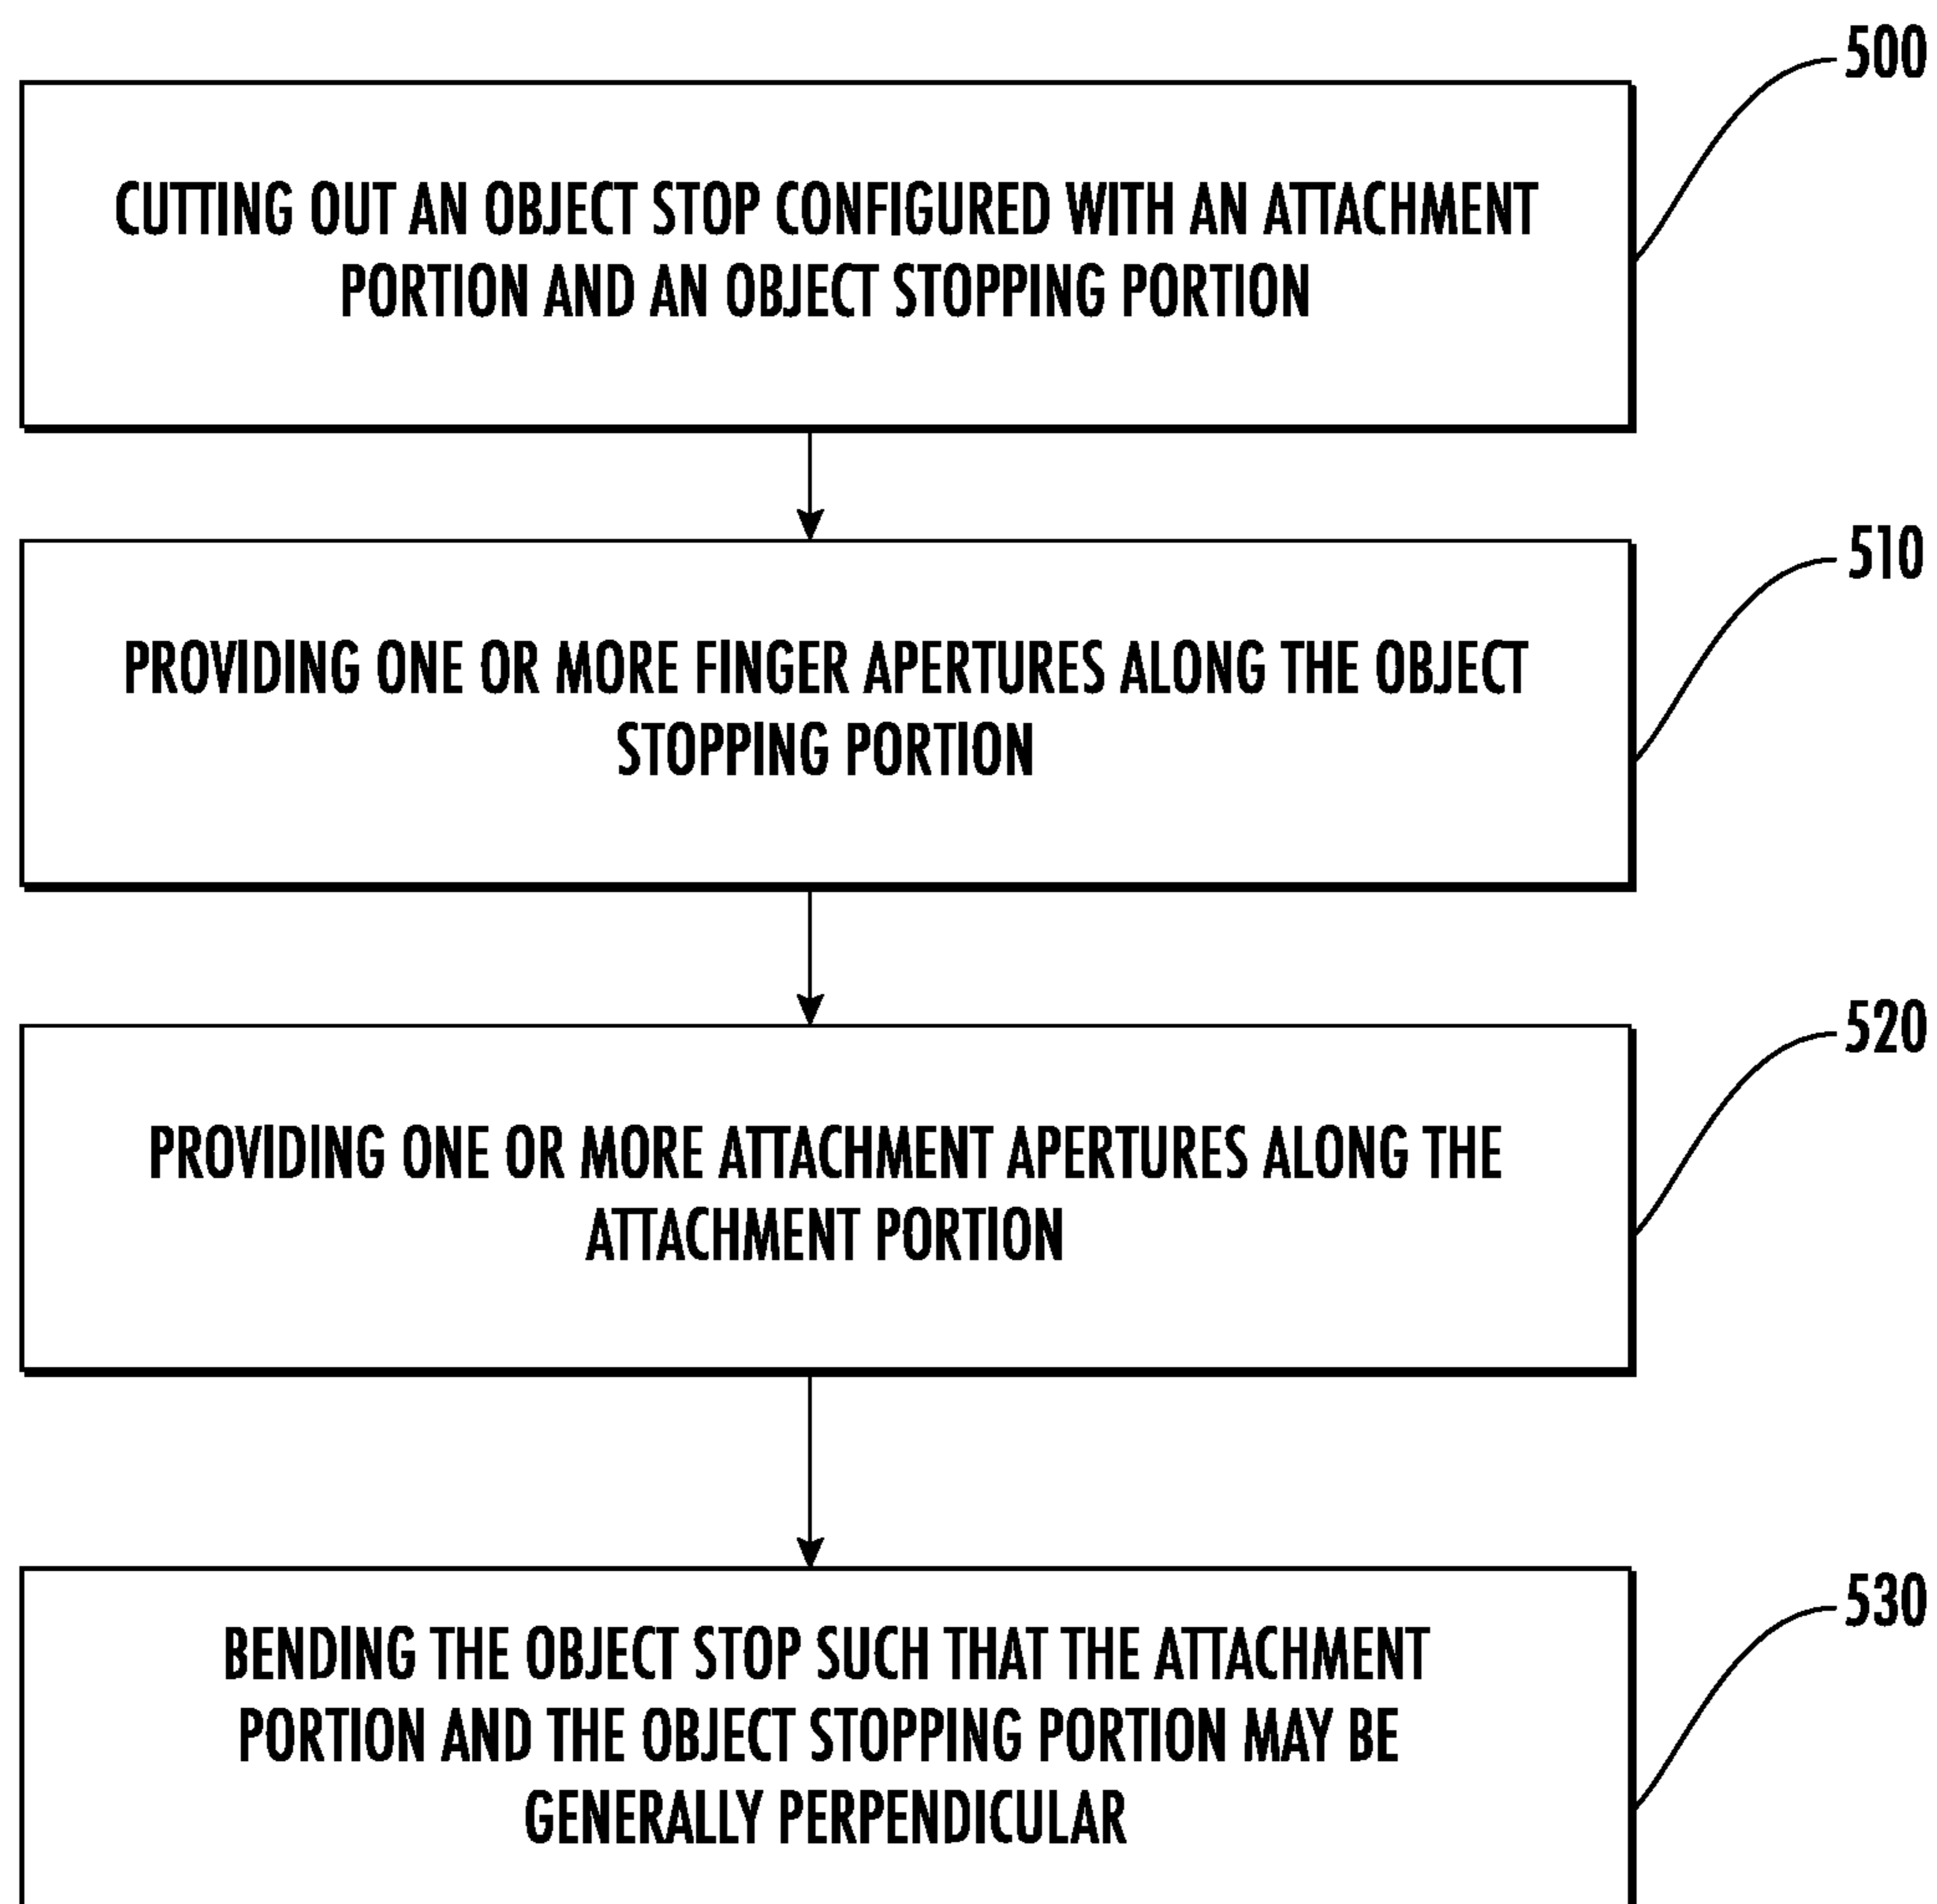 500
CUTTING OUT AN OBJECT STOP CONFIGURED WITH AN ATTACHMENT
PORTION AND AN OBJECT STOPPING PORTION
510
PROVIDING ONE OR MORE FINGER APERTURES ALONG THE OBJECT
STOPPING PORTION
520
PROVIDING ONE OR MORE ATTACHMENT APERTURES ALONG THE
ATTACHMENT PORTION
530
BENDING THE OBJECT STOP SUCH THAT THE ATTACHMENT
PORTION AND THE OBJECT STOPPING PORTION MAY BE
GENERALLY PERPENDICULAR